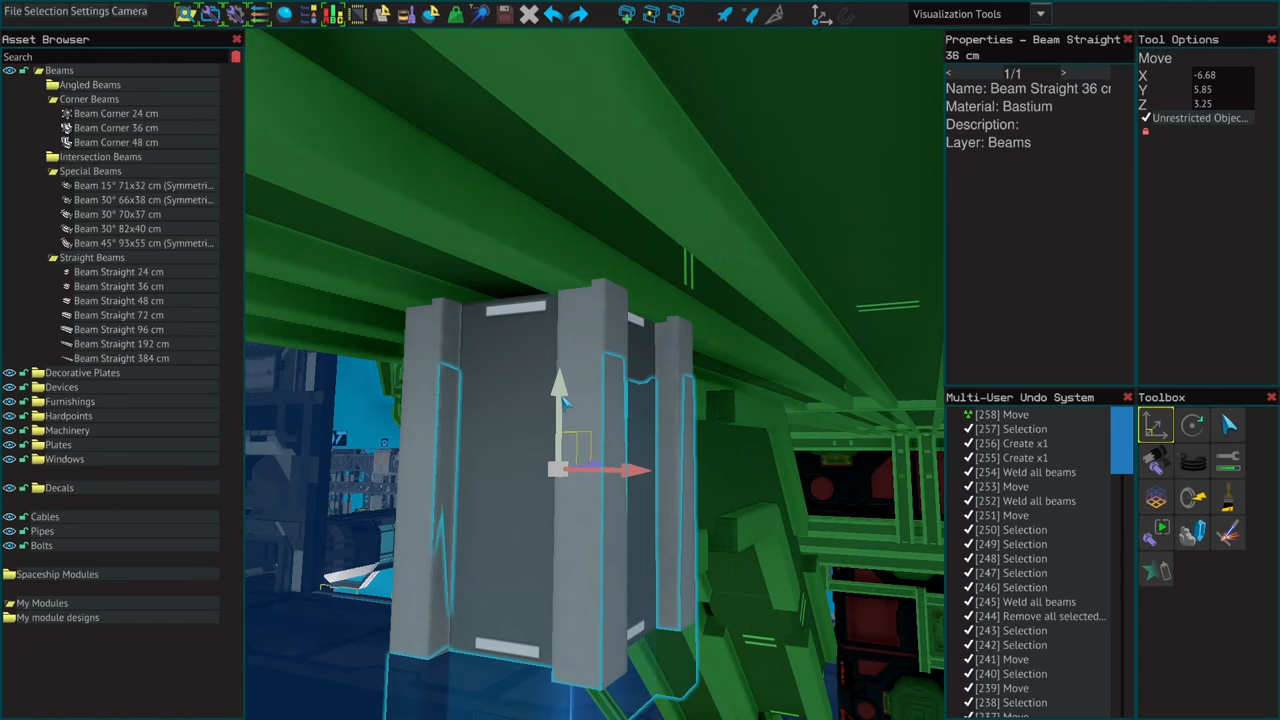 File Selection Settings Camera
Visualization Tools
Asset Browser
Search
Beams
Angled Beams
Corner Beams
Beam Corner 24 cm
Beam Corner 36 cm
Beam Corner 48 cm
Intersection Beams
Special Beams
Beam 15° 71x32 cm (Symmetri...
Beam 30° 66x38 cm (Symmetri...
Beam 30° 70x37 cm
Beam 30° 82x40 cm
Beam 45° 93x55 cm (Symmetri...
Straight Beams
Beam Straight 24 cm
Beam Straight 36 cm
Beam Straight 48 cm
Beam Straight 72 cm
Beam Straight 96 cm
Beam Straight 192 cm
Beam Straight 384 cm
Decorative Plates
Devices
Furnishings
Hardpoints
Machinery
Plates
Windows
Decals
Cables
Pipes
Bolts
Spaceship Modules
My Modules
My module designs
Properties - Beam Straight
36 cm
< 1/1 >
Name: Beam Straight 36 cr
Material: Bastium
Description:
Layer: Beams
Tool Options
Move
X -6.68
Y 5.85
Z 3.25
Unrestricted Objec...
Multi-User Undo System
[258] Move
[257] Selection
[256] Create x1
[255] Create x1
[254] Weld all beams
[253] Move
[252] Weld all beams
[251] Move
[250] Selection
[249] Selection
[248] Selection
[247] Selection
[246] Selection
[245] Weld all beams
[244] Remove all selected...
[243] Selection
[242] Selection
[241] Move
[240] Selection
[239] Move
[238] Selection
[237] Move
Toolbox